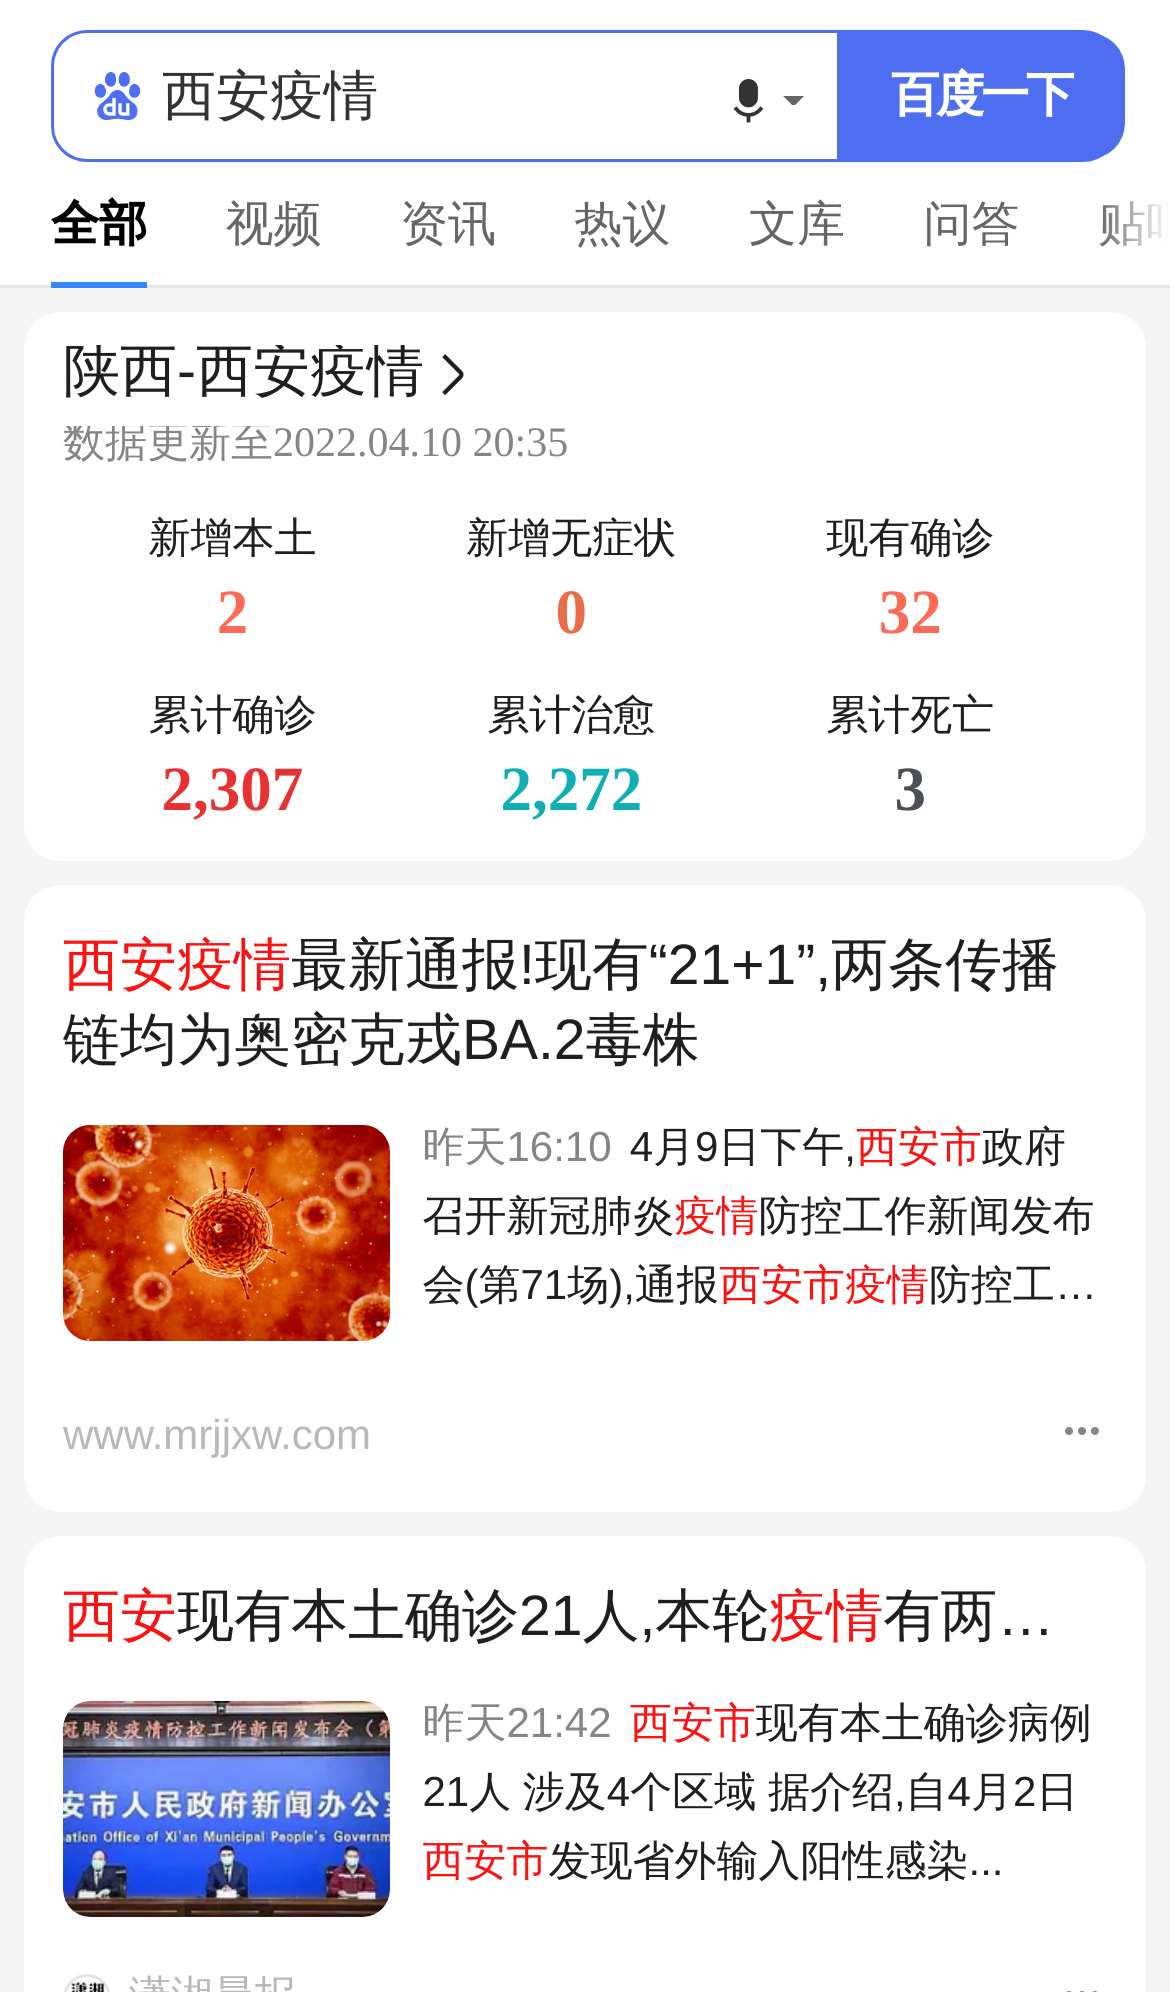 du 西安疫情 百度一下
全部 视频 资讯 热议 文库 问答 贴
陕西-西安疫情
数据更新至2022.04.10 20:35
新增本土 新增无症状 现有确诊
2 0 32
累计确诊 累计治愈 累计死亡
2,307 2,272 3
西安疫情最新通报!现有“21+1”,两条传播
链均为奥密克戎BA.2毒株
昨天16:10 4月9日下午,西安市政府
召开新冠肺炎疫情防控工作新闻发布
会(第71场),通报西安市疫情防控工...
www.mrjjxw.com
西安现有本土确诊21人,本轮疫情有两...
昨天21:42 西安市现有本土确诊病例
21人 涉及4个区域 据介绍,自4月2日
西安市发现省外输入阳性感染...
冠肺炎疫情防控工作新闻发布会（第
安市人民政府新闻办公室
ation Office of Xi'an Municipal People's Governm
潇湘 潇湘晨报